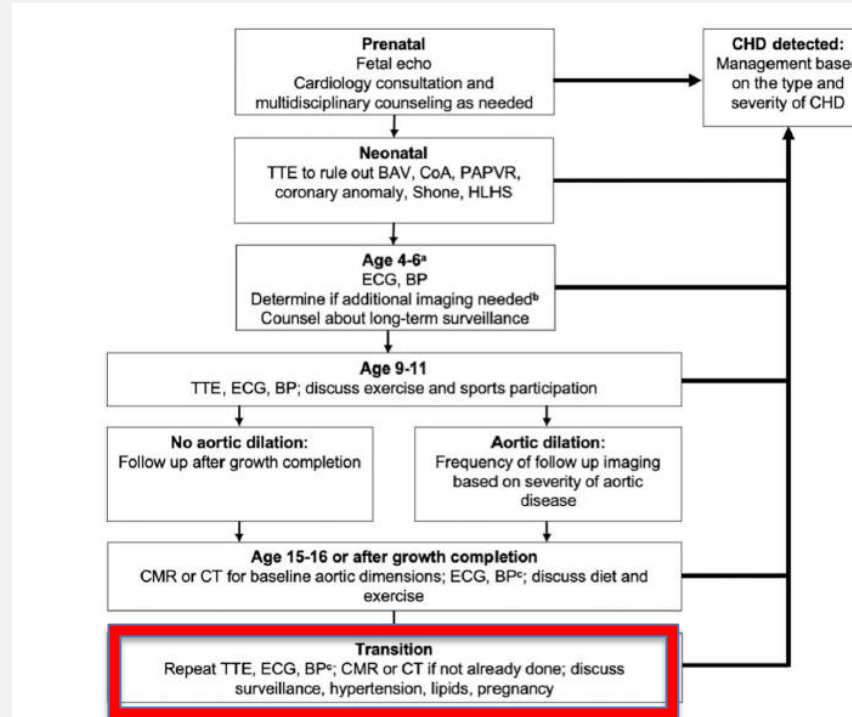 Prenatal
Fetal echo
Cardiology consultation and
multidisciplinary counseling as needed
CHD detected:
Management based
on the type and
severity of CHD
Neonatal
TTE to rule out BAV, CoA, PAPVR,
coronary anomaly, Shone, HLHS
Age 4-6ᵃ
ECG, BP
Determine if additional imaging neededᵇ
Counsel about long-term surveillance
Age 9-11
TTE, ECG, BP; discuss exercise and sports participation
No aortic dilation:
Follow up after growth completion
Aortic dilation:
Frequency of follow up imaging
based on severity of aortic
disease
Age 15-16 or after growth completion
CMR or CT for baseline aortic dimensions; ECG, BPᶜ; discuss diet and
exercise
Transition
Repeat TTE, ECG, BPᶜ; CMR or CT if not already done; discuss
surveillance, hypertension, lipids, pregnancy